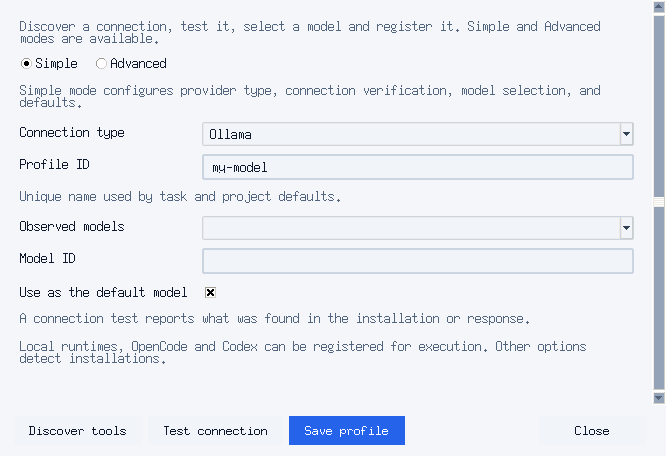 Discover a connection, test it, select a model and register it. Simple and Advanced
modes are available.
Simple
Advanced
Simple mode configures provider type, connection verification, model selection, and
defaults.
Connection type
Ollama
Profile ID
my-model
Unique name used by task and project defaults.
Observed models
Model ID
Use as the default model
A connection test reports what was found in the installation or response.
Local runtimes, OpenCode and Codex can be registered for execution. Other options
detect installations.
Discover tools
Test connection
Save profile
Close